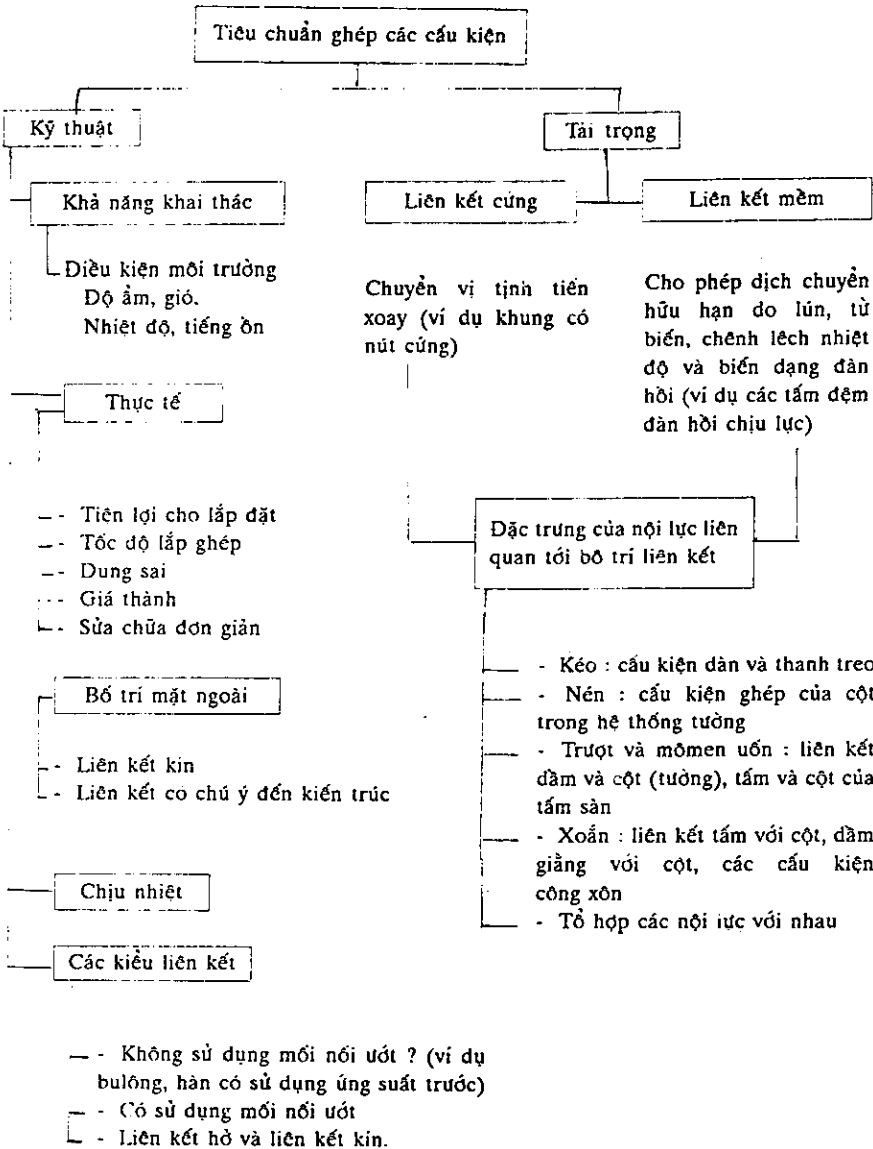 Tiêu chuẩn ghép các cấu kiện
Kỹ thuật
Khả năng khai thác
Điều kiện môi trường
Độ ẩm, gió.
Nhiệt độ, tiếng ồn
Thực tế
- Tiện lợi cho lắp đặt
- Tốc độ lắp ghép
- Dung sai
- Giá thành
- Sửa chữa đơn giản
Bố trí mặt ngoài
- Liên kết kín
- Liên kết có chú ý đến kiến trúc
Chịu nhiệt
Các kiểu liên kết
- Không sử dụng mối nối ướt ? (ví dụ
bulông, hàn có sử dụng ứng suất trước)
- Có sử dụng mối nối ướt
- Liên kết hở và liên kết kín.
Tải trọng
Liên kết cứng
Liên kết mềm
Chuyển vị tịnh tiến
xoay (ví dụ khung có
nút cứng)
Cho phép dịch chuyển
hữu hạn do lún, từ
biến, chênh lệch nhiệt
độ và biến dạng đàn
hồi (ví dụ các tấm đệm
đàn hồi chịu lực)
Đặc trưng của nội lực liên
quan tới bố trí liên kết
- Kéo : cấu kiện dàn và thanh treo
- Nén : cấu kiện ghép của cột
trong hệ thống tường
- Trượt và mômen uốn : liên kết
dầm và cột (tường), tấm và cột của
tấm sàn
- Xoắn : liên kết tấm với cột, dầm
giằng với cột, các cấu kiện
công xôn
- Tổ hợp các nội lực với nhau